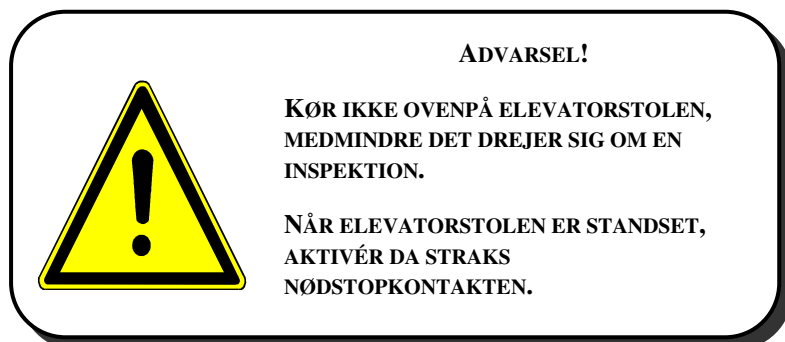 ADVARSEL!
KØR IKKE OVENPÅ ELEVATORSTOLEN,
MEDMINDRE DET DREJER SIG OM EN
INSPEKTION.
NÅR ELEVATORSTOLEN ER STANDSET,
AKTIVÉR DA STRAKS
NØDSTOPKONTAKTEN.